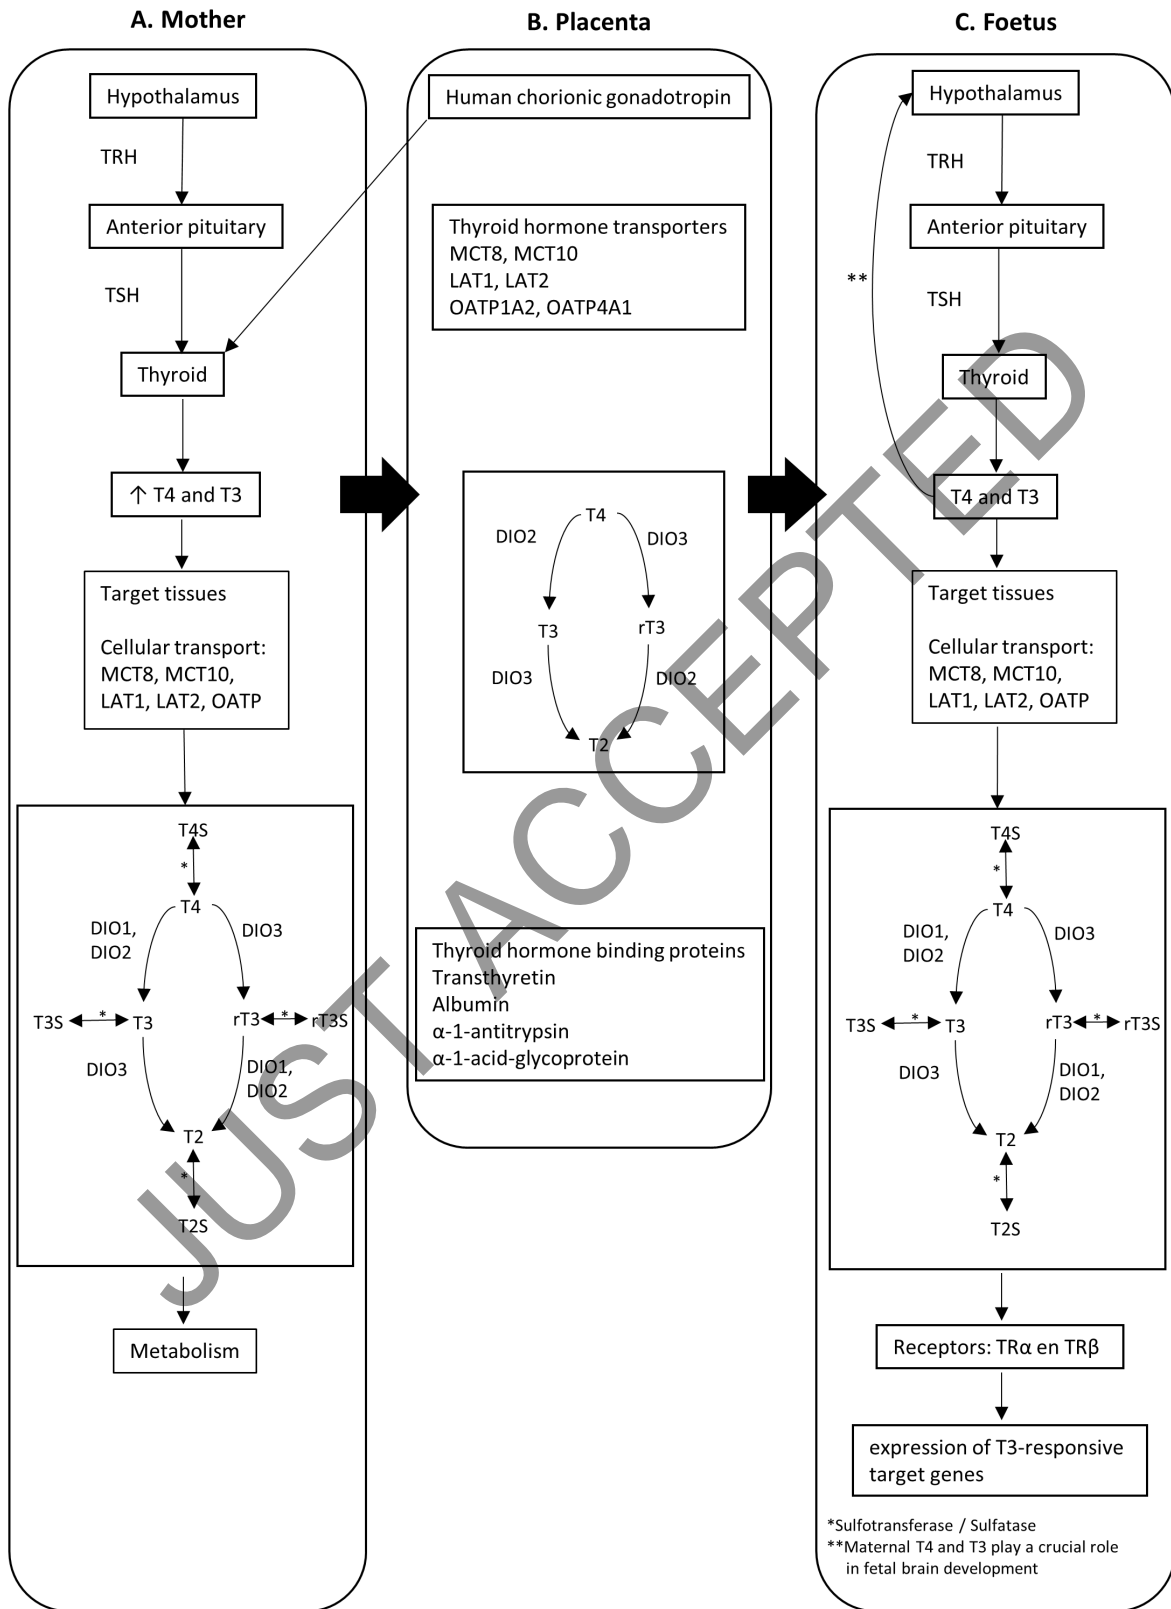 A. Mother
Hypothalamus
TRH
Anterior pituitary
TSH
Thyroid
↑ T4 and T3
Target tissues
Cellular transport:
MCT8, MCT10,
LAT1, LAT2, OATP
T4S
*
T4
DIO1,
DIO2
DIO3
T3S
*
T3
rT3
*
rT3S
DIO3
DIO1,
DIO2
T2
*
T2S
Metabolism
B. Placenta
Human chorionic gonadotropin
Thyroid hormone transporters
MCT8, MCT10
LAT1, LAT2
OATP1A2, OATP4A1
T4
DIO2
DIO3
T3
rT3
DIO3
DIO2
T2
Thyroid hormone binding proteins
Transthyretin
Albumin
α-1-antitrypsin
α-1-acid-glycoprotein
C. Foetus
Hypothalamus
TRH
Anterior pituitary
**
TSH
Thyroid
T4 and T3
Target tissues
Cellular transport:
MCT8, MCT10,
LAT1, LAT2, OATP
T4S
*
T4
DIO1,
DIO2
DIO3
T3S
*
T3
rT3
*
rT3S
DIO3
DIO1,
DIO2
T2
*
T2S
Receptors: TRα en TRβ
expression of T3-responsive
target genes
*Sulfotransferase / Sulfatase
**Maternal T4 and T3 play a crucial role
in fetal brain development
JUST ACCEPTED